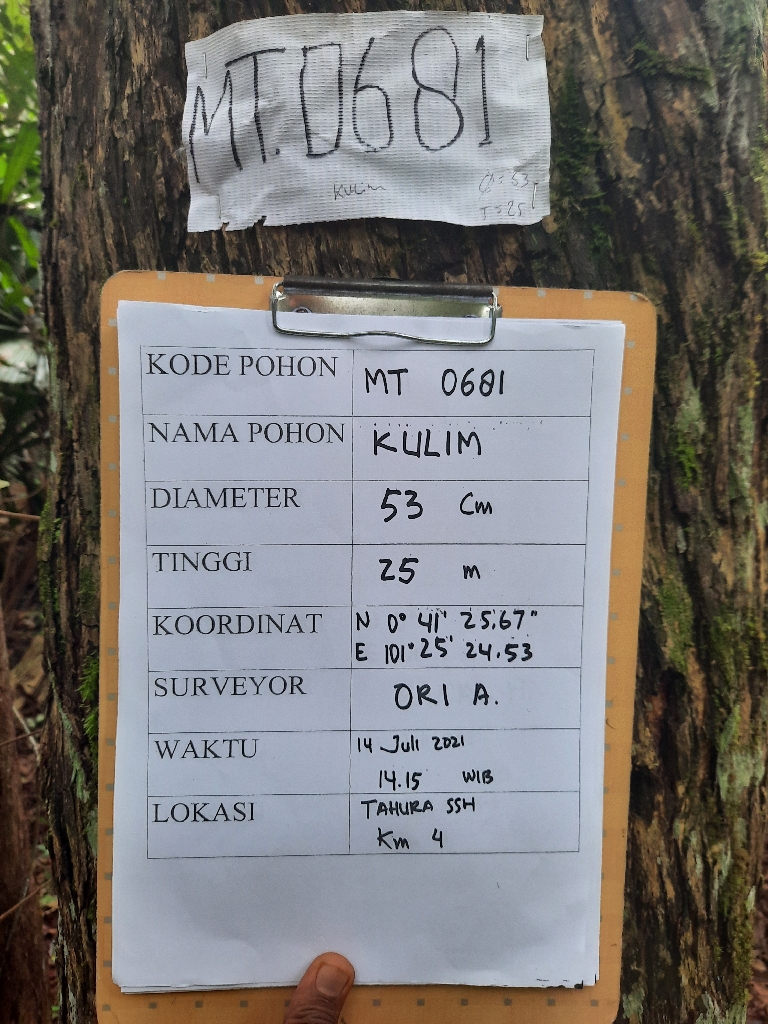 MT.0681
Kulim
Ø = 53
T = 25
KODE POHON MT 0681
NAMA POHON KULIM
DIAMETER 53 Cm
TINGGI 25 m
KOORDINAT N 0° 41' 25,67"
E 101° 25' 24.53
SURVEYOR ORI A.
WAKTU 14 Juli 2021
14.15 WIB
LOKASI TAHURA SSH
Km 4